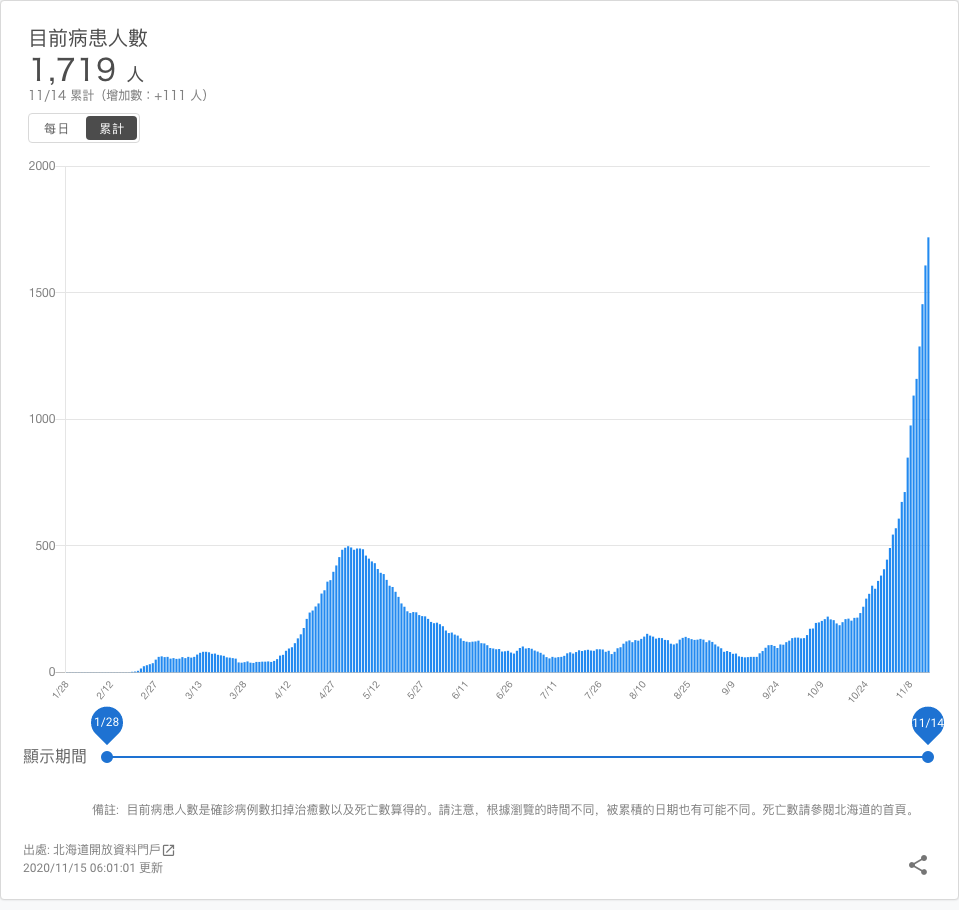 目前病患人數
1,719 人
11/14 累計（增加數：+111 人）
每日 累計
2000
1500
1000
500
0
1/28 2/12 2/27 3/13 3/28 4/12 4/27 5/12 5/27 6/11 6/26 7/11 7/26 8/10 8/25 9/9 9/24 10/9 10/24 11/8
1/28 11/14
顯示期間
備註: 目前病患人數是確診病例數扣掉治癒數以及死亡數算得的。請注意，根據瀏覽的時間不同，被累積的日期也有可能不同。死亡數請參閱北海道的首頁。
出處: 北海道開放資料門戶
2020/11/15 06:01:01 更新